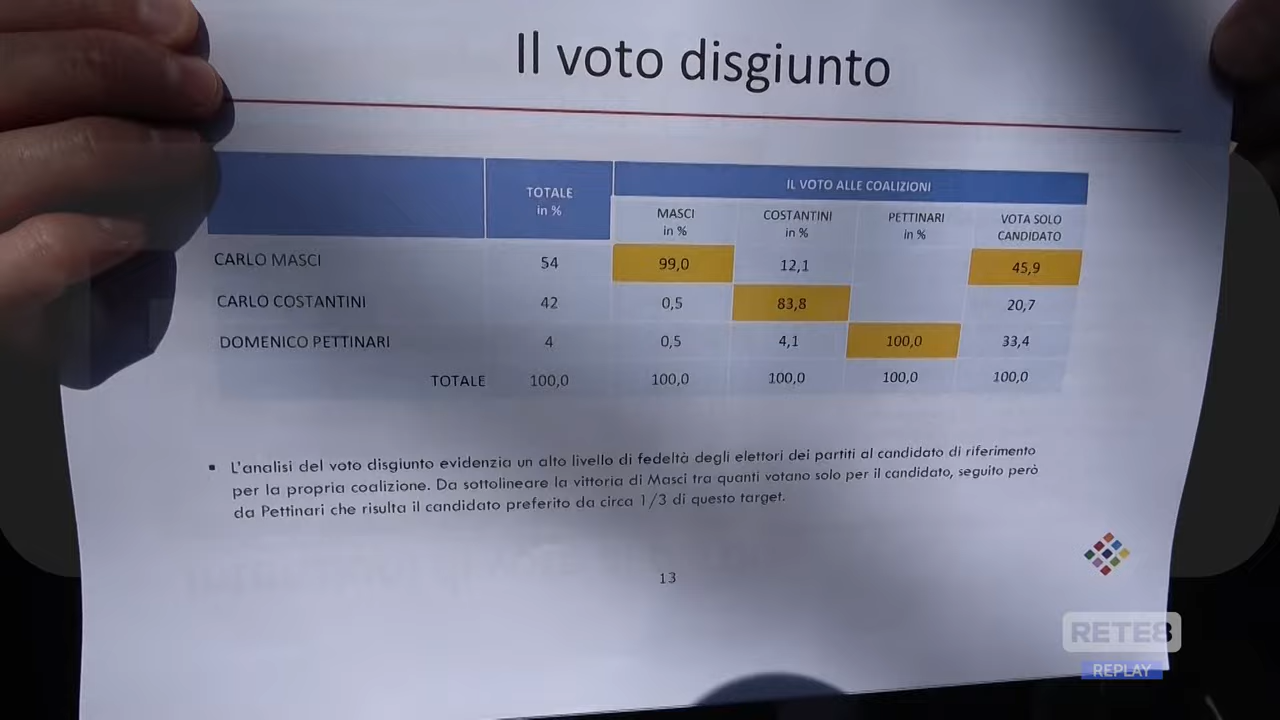 Il voto disgiunto
TOTALE in % IL VOTO ALLE COALIZIONI
MASCI in % COSTANTINI in % PETTINARI in % VOTA SOLO CANDIDATO
CARLO MASCI 54 99,0 12,1 45,9
CARLO COSTANTINI 42 0,5 83,8 20,7
DOMENICO PETTINARI 4 0,5 4,1 100,0 33,4
TOTALE 100,0 100,0 100,0 100,0 100,0
▪ L'analisi del voto disgiunto evidenzia un alto livello di fedeltà degli elettori dei partiti al candidato di riferimento
per la propria coalizione. Da sottolineare la vittoria di Masci tra quanti votano solo per il candidato, seguito però
da Pettinari che risulta il candidato preferito da circa 1/3 di questo target.
13
RETE8
REPLAY